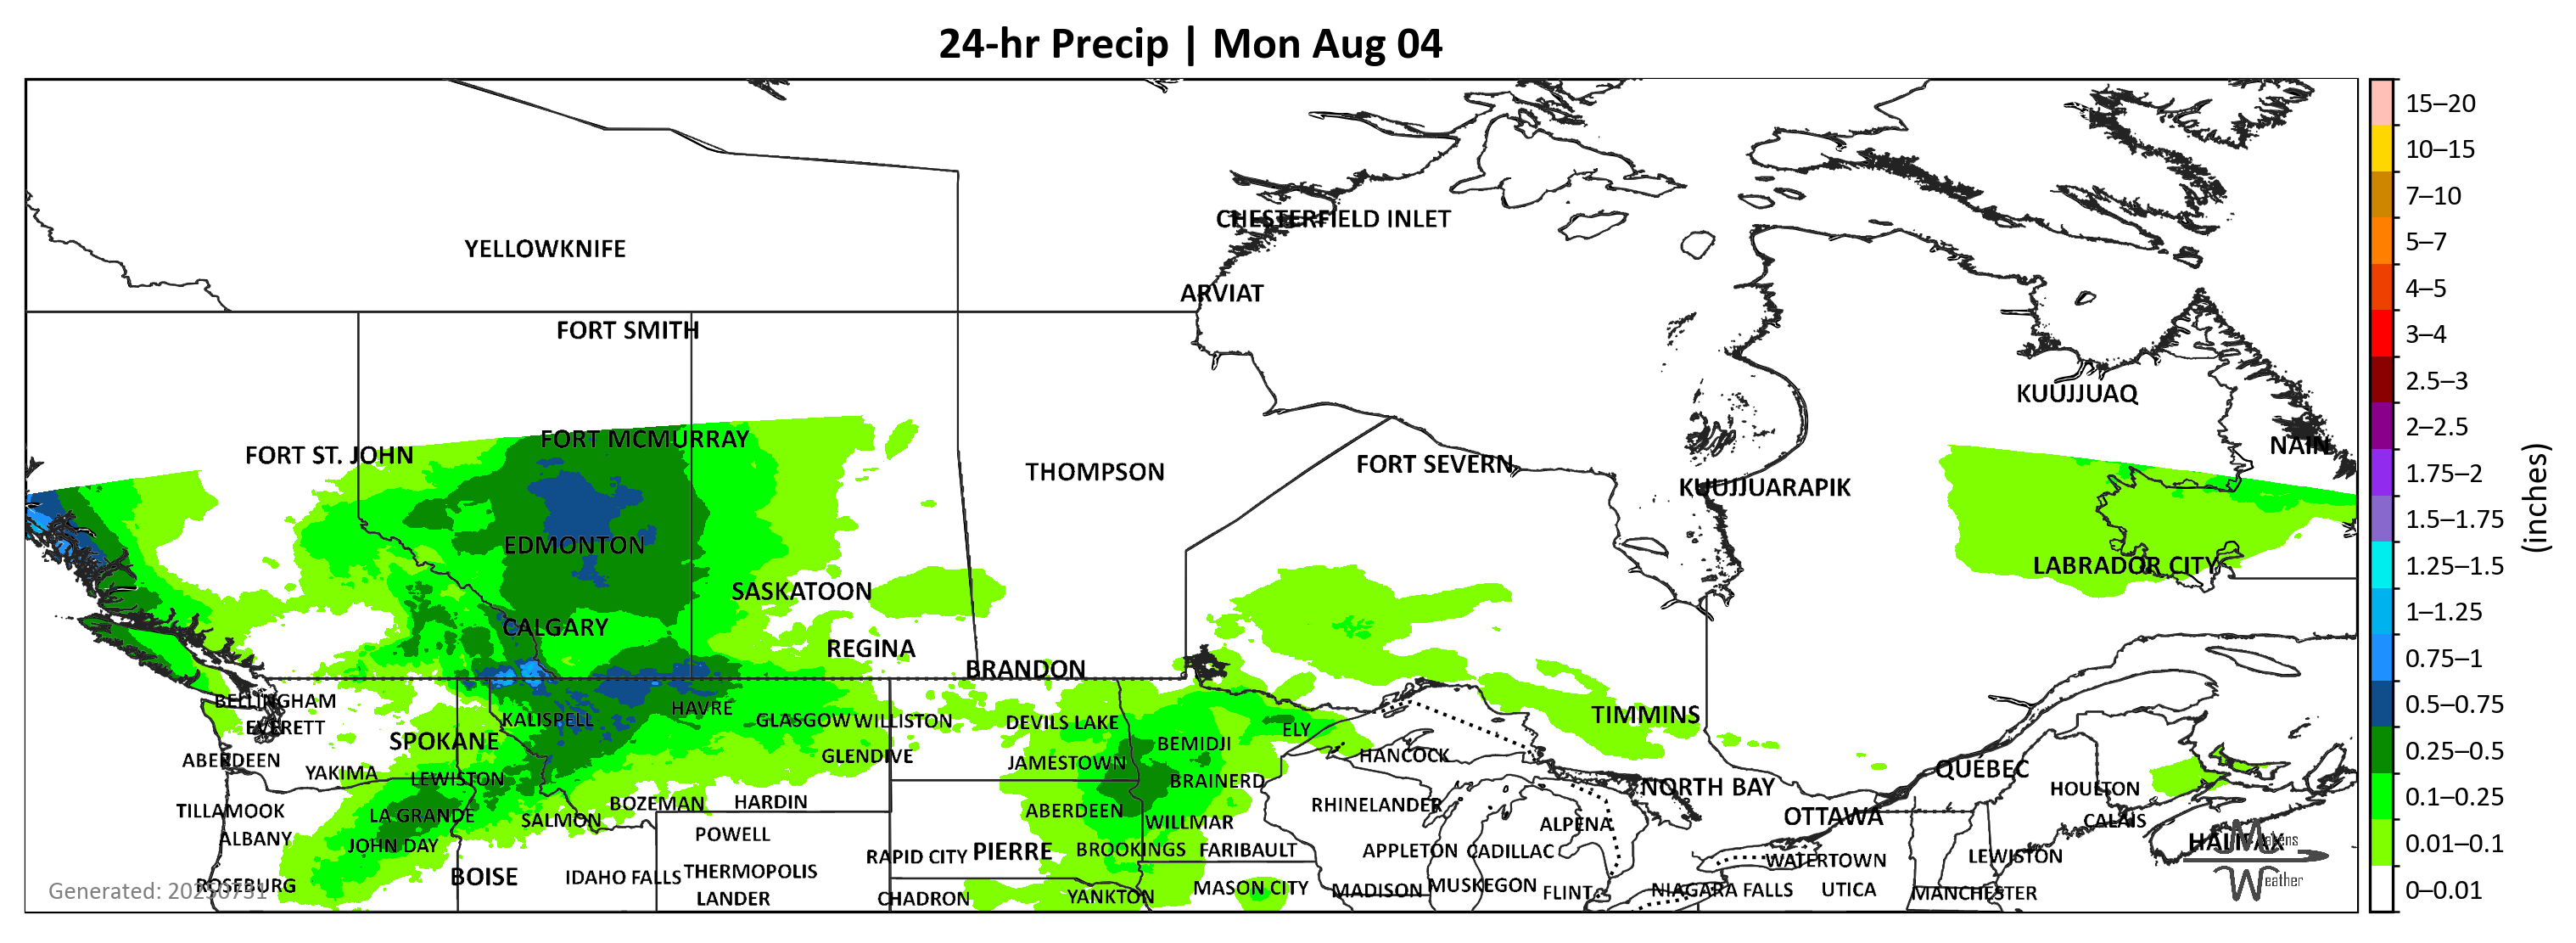 24-hr Precip | Mon Aug 04
15–20
10–15
7–10
5–7
4–5
3–4
2.5–3
2–2.5
1.75–2
1.5–1.75
1.25–1.5
1–1.25
0.75–1
0.5–0.75
0.25–0.5
0.1–0.25
0.01–0.1
0–0.01
(inches)
CHESTERFIELD INLET
YELLOWKNIFE
ARVIAT
FORT SMITH
KUUJJUAQ
FORT MCMURRAY
NAIN
FORT ST. JOHN
FORT SEVERN
THOMPSON
KUUJJUARAPIK
EDMONTON
LABRADOR CITY
SASKATOON
CALGARY
REGINA
BRANDON
BELLINGHAM
HAVRE
TIMMINS
KALISPELL
GLASGOW
WILLISTON
DEVILS LAKE
EVERETT
ELY
SPOKANE
BEMIDJI
ABERDEEN
GLENDIVE
JAMESTOWN
HANCOCK
QUÉBEC
YAKIMA
LEWISTON
BRAINERD
NORTH BAY
HOULTON
BOZEMAN
HARDIN
RHINELANDER
TILLAMOOK
LA GRANDE
SALMON
ABERDEEN
WILLMAR
ALPENA
OTTAWA
CALAIS
ALBANY
JOHN DAY
POWELL
HALIFAX
RAPID CITY
PIERRE
BROOKINGS
FARIBAULT
APPLETON
CADILLAC
WATERTOWN
LEWISTON
BOISE
IDAHO FALLS
THERMOPOLIS
ROSEBURG
MASON CITY
MADISON
MUSKEGON
FLINT
NIAGARA FALLS
UTICA
MANCHESTER
LANDER
CHADRON
YANKTON
Generated: 20250731
Weather